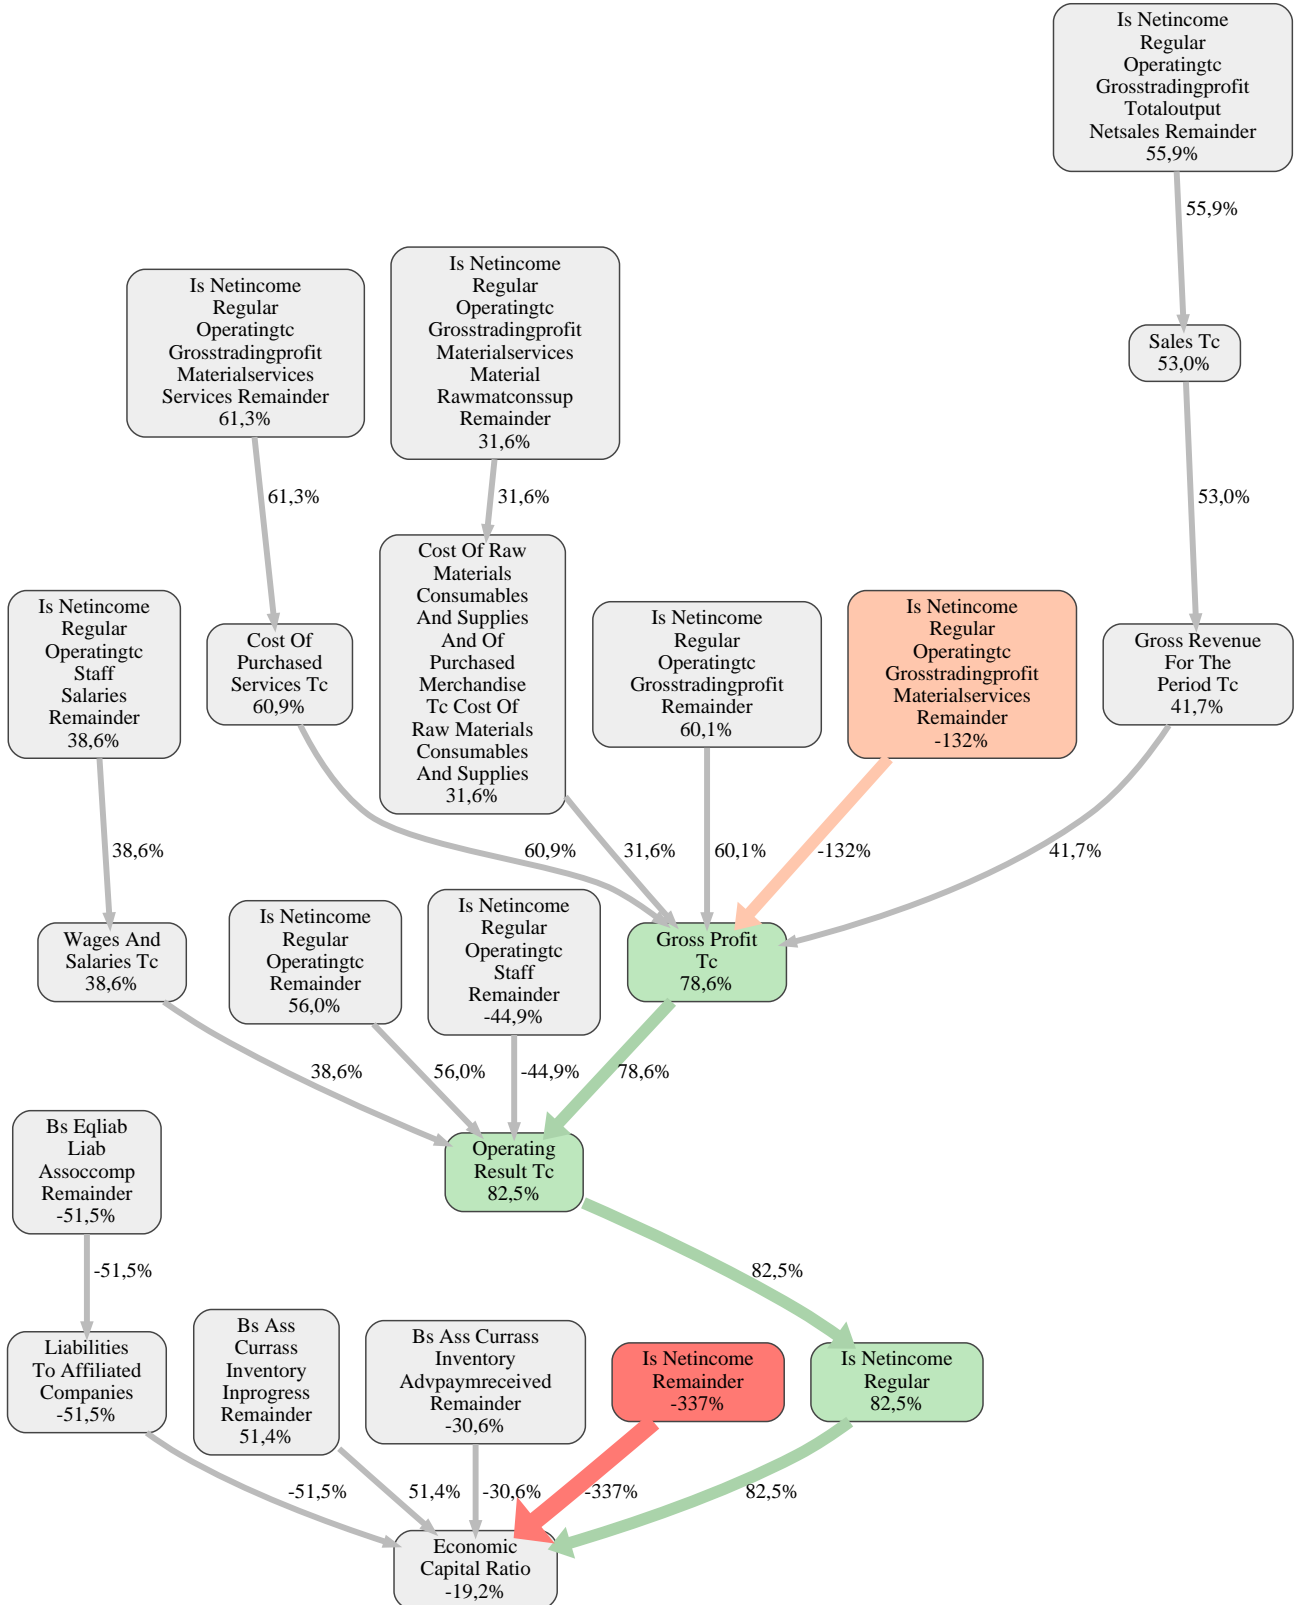 Is Netincome
Regular
Operatingtc
Grosstradingprofit
Totaloutput
Netsales Remainder
55,9%
55,9%
Is Netincome
Regular
Operatingtc
Grosstradingprofit
Materialservices
Services Remainder
61,3%
Is Netincome
Regular
Operatingtc
Grosstradingprofit
Materialservices
Material
Rawmatconssup
Remainder
31,6%
Sales Tc
53,0%
61,3%
31,6%
53,0%
Is Netincome
Regular
Operatingtc
Staff
Salaries
Remainder
38,6%
Cost Of
Purchased
Services Tc
60,9%
Cost Of Raw
Materials
Consumables
And Supplies
And Of
Purchased
Merchandise
Tc Cost Of
Raw Materials
Consumables
And Supplies
31,6%
Is Netincome
Regular
Operatingtc
Grosstradingprofit
Remainder
60,1%
Is Netincome
Regular
Operatingtc
Grosstradingprofit
Materialservices
Remainder
-132%
Gross Revenue
For The
Period Tc
41,7%
38,6%
60,9%
31,6%
60,1%
-132%
41,7%
Wages And
Salaries Tc
38,6%
Is Netincome
Regular
Operatingtc
Remainder
56,0%
Is Netincome
Regular
Operatingtc
Staff
Remainder
-44,9%
Gross Profit
Tc
78,6%
38,6%
56,0%
-44,9%
78,6%
Bs Eqliab
Liab
Assoccomp
Remainder
-51,5%
Operating
Result Tc
82,5%
-51,5%
82,5%
Liabilities
To Affiliated
Companies
-51,5%
Bs Ass
Currass
Inventory
Inprogress
Remainder
51,4%
Bs Ass Currass
Inventory
Advpaymreceived
Remainder
-30,6%
Is Netincome
Remainder
-337%
Is Netincome
Regular
82,5%
-51,5%
51,4%
-30,6%
-337%
82,5%
Economic
Capital Ratio
-19,2%